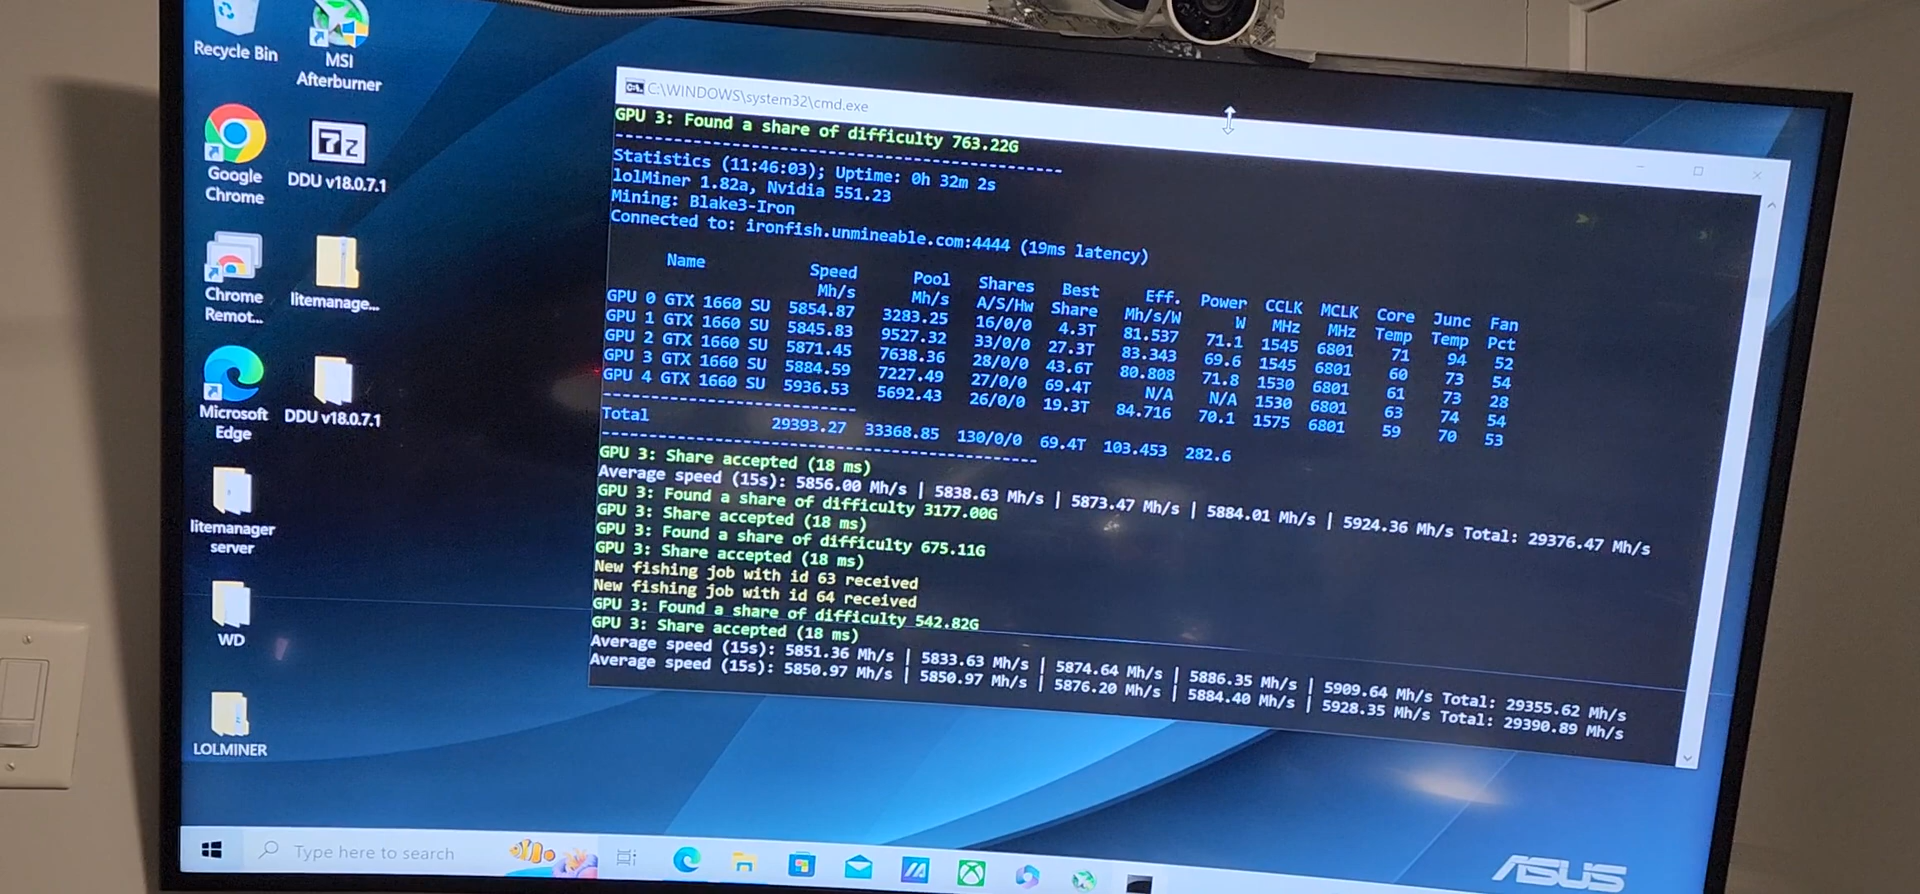 Recycle Bin
MSI
Afterburner
Google
Chrome
DDU v18.0.7.1
Chrome
Remot...
litemanage...
Microsoft
Edge
DDU v18.0.7.1
litemanager
server
WD
LOLMINER
C:\WINDOWS\system32\cmd.exe
GPU 3: Found a share of difficulty 763.22G
Statistics (11:46:03); Uptime: 0h 32m 2s
lolMiner 1.82a, Nvidia 551.23
Mining: Blake3-Iron
Connected to: ironfish.unmineable.com:4444 (19ms latency)
Name Speed Pool Shares Best Eff. Power CCLK MCLK Core Junc Fan
Mh/s Mh/s A/S/Hw Share Mh/s/W W MHz MHz Temp Temp Pct
GPU 0 GTX 1660 SU 5854.87 3283.25 16/0/0 4.3T 81.537 71.1 1545 6801 71 94 52
GPU 1 GTX 1660 SU 5845.83 9527.32 33/0/0 27.3T 83.343 69.6 1545 6801 60 73 54
GPU 2 GTX 1660 SU 5871.45 7638.36 28/0/0 43.6T 80.808 71.8 1530 6801 61 73 28
GPU 3 GTX 1660 SU 5884.59 7227.49 27/0/0 69.4T N/A N/A 1530 6801 63 74 54
GPU 4 GTX 1660 SU 5936.53 5692.43 26/0/0 19.3T 84.716 70.1 1575 6801 59 70 53
Total 29393.27 33368.85 130/0/0 69.4T 103.453 282.6
GPU 3: Share accepted (18 ms)
Average speed (15s): 5856.00 Mh/s | 5838.63 Mh/s | 5873.47 Mh/s | 5884.01 Mh/s | 5924.36 Mh/s Total: 29376.47 Mh/s
GPU 3: Found a share of difficulty 3177.00G
GPU 3: Share accepted (18 ms)
GPU 3: Found a share of difficulty 675.11G
GPU 3: Share accepted (18 ms)
New fishing job with id 63 received
New fishing job with id 64 received
GPU 3: Found a share of difficulty 542.82G
GPU 3: Share accepted (18 ms)
Average speed (15s): 5851.36 Mh/s | 5833.63 Mh/s | 5874.64 Mh/s | 5886.35 Mh/s | 5909.64 Mh/s Total: 29355.62 Mh/s
Average speed (15s): 5850.97 Mh/s | 5850.97 Mh/s | 5876.20 Mh/s | 5884.40 Mh/s | 5928.35 Mh/s Total: 29390.89 Mh/s
Type here to search
ASUS